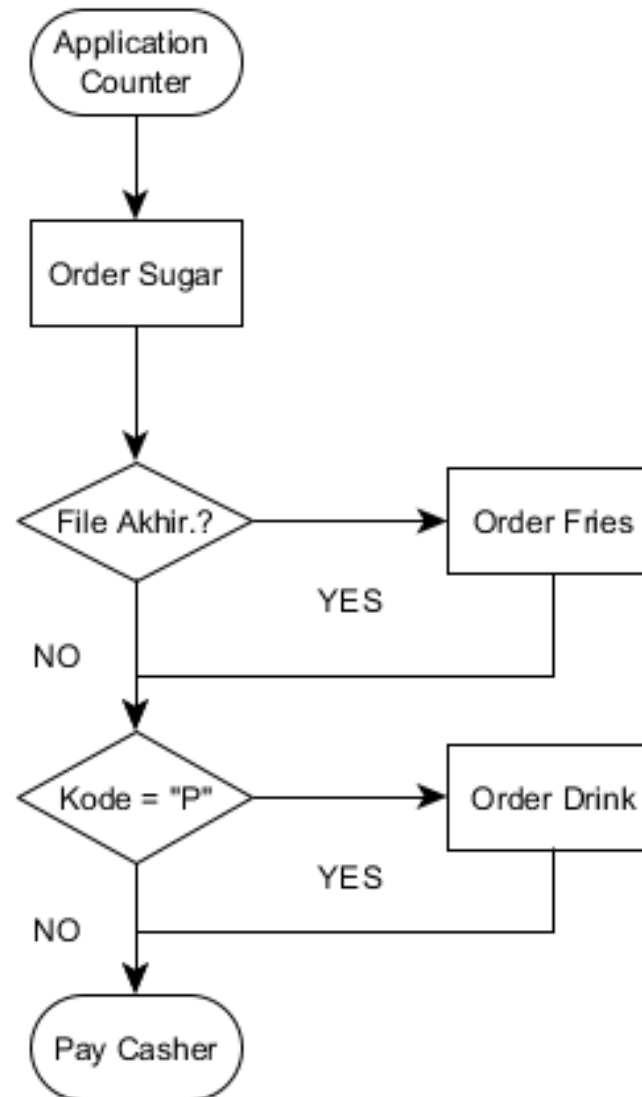 Application
Counter
Order Sugar
File Akhir.?
Order Fries
YES
NO
Kode = "P"
Order Drink
YES
NO
Pay Casher